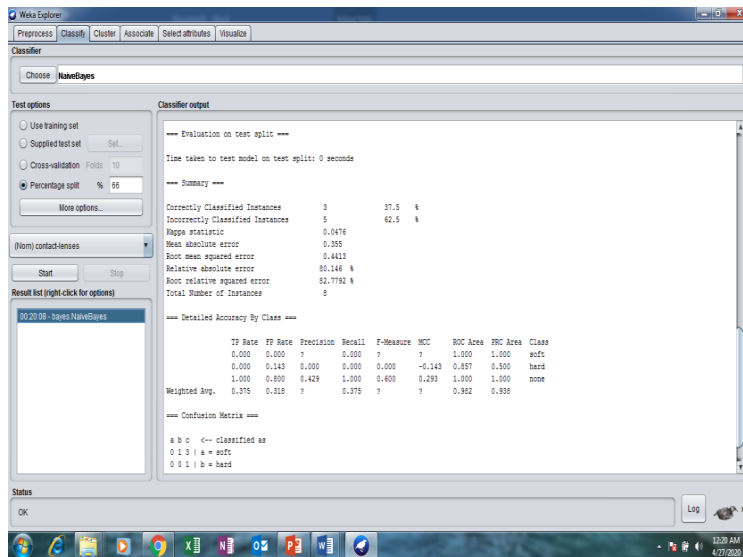 Weka Explorer
Preprocess Classify Cluster Associate Select attributes Visualize
Classifier
Choose NaiveBayes
Test options
Use training set
Supplied test set Set...
Cross-validation Folds 10
Percentage split % 66
More options...
(Nom) contact-lenses
Start Stop
Result list (right-click for options)
00:20:08 - bayes.NaiveBayes
Classifier output
=== Evaluation on test split ===
Time taken to test model on test split: 0 seconds
=== Summary ===
Correctly Classified Instances 3 37.5 %
Incorrectly Classified Instances 5 62.5 %
Kappa statistic 0.0476
Mean absolute error 0.355
Root mean squared error 0.4413
Relative absolute error 80.146 %
Root relative squared error 82.7792 %
Total Number of Instances 8
=== Detailed Accuracy By Class ===
TP Rate FP Rate Precision Recall F-Measure MCC ROC Area PRC Area Class
0.000 0.000 ? 0.000 ? ? 1.000 1.000 soft
0.000 0.143 0.000 0.000 0.000 -0.143 0.857 0.500 hard
1.000 0.800 0.429 1.000 0.600 0.293 1.000 1.000 none
Weighted Avg. 0.375 0.318 ? 0.375 ? ? 0.982 0.938
=== Confusion Matrix ===
a b c <-- classified as
0 1 3 | a = soft
0 0 1 | b = hard
Status
OK
Log
x 0
12:20 AM
4/27/2020